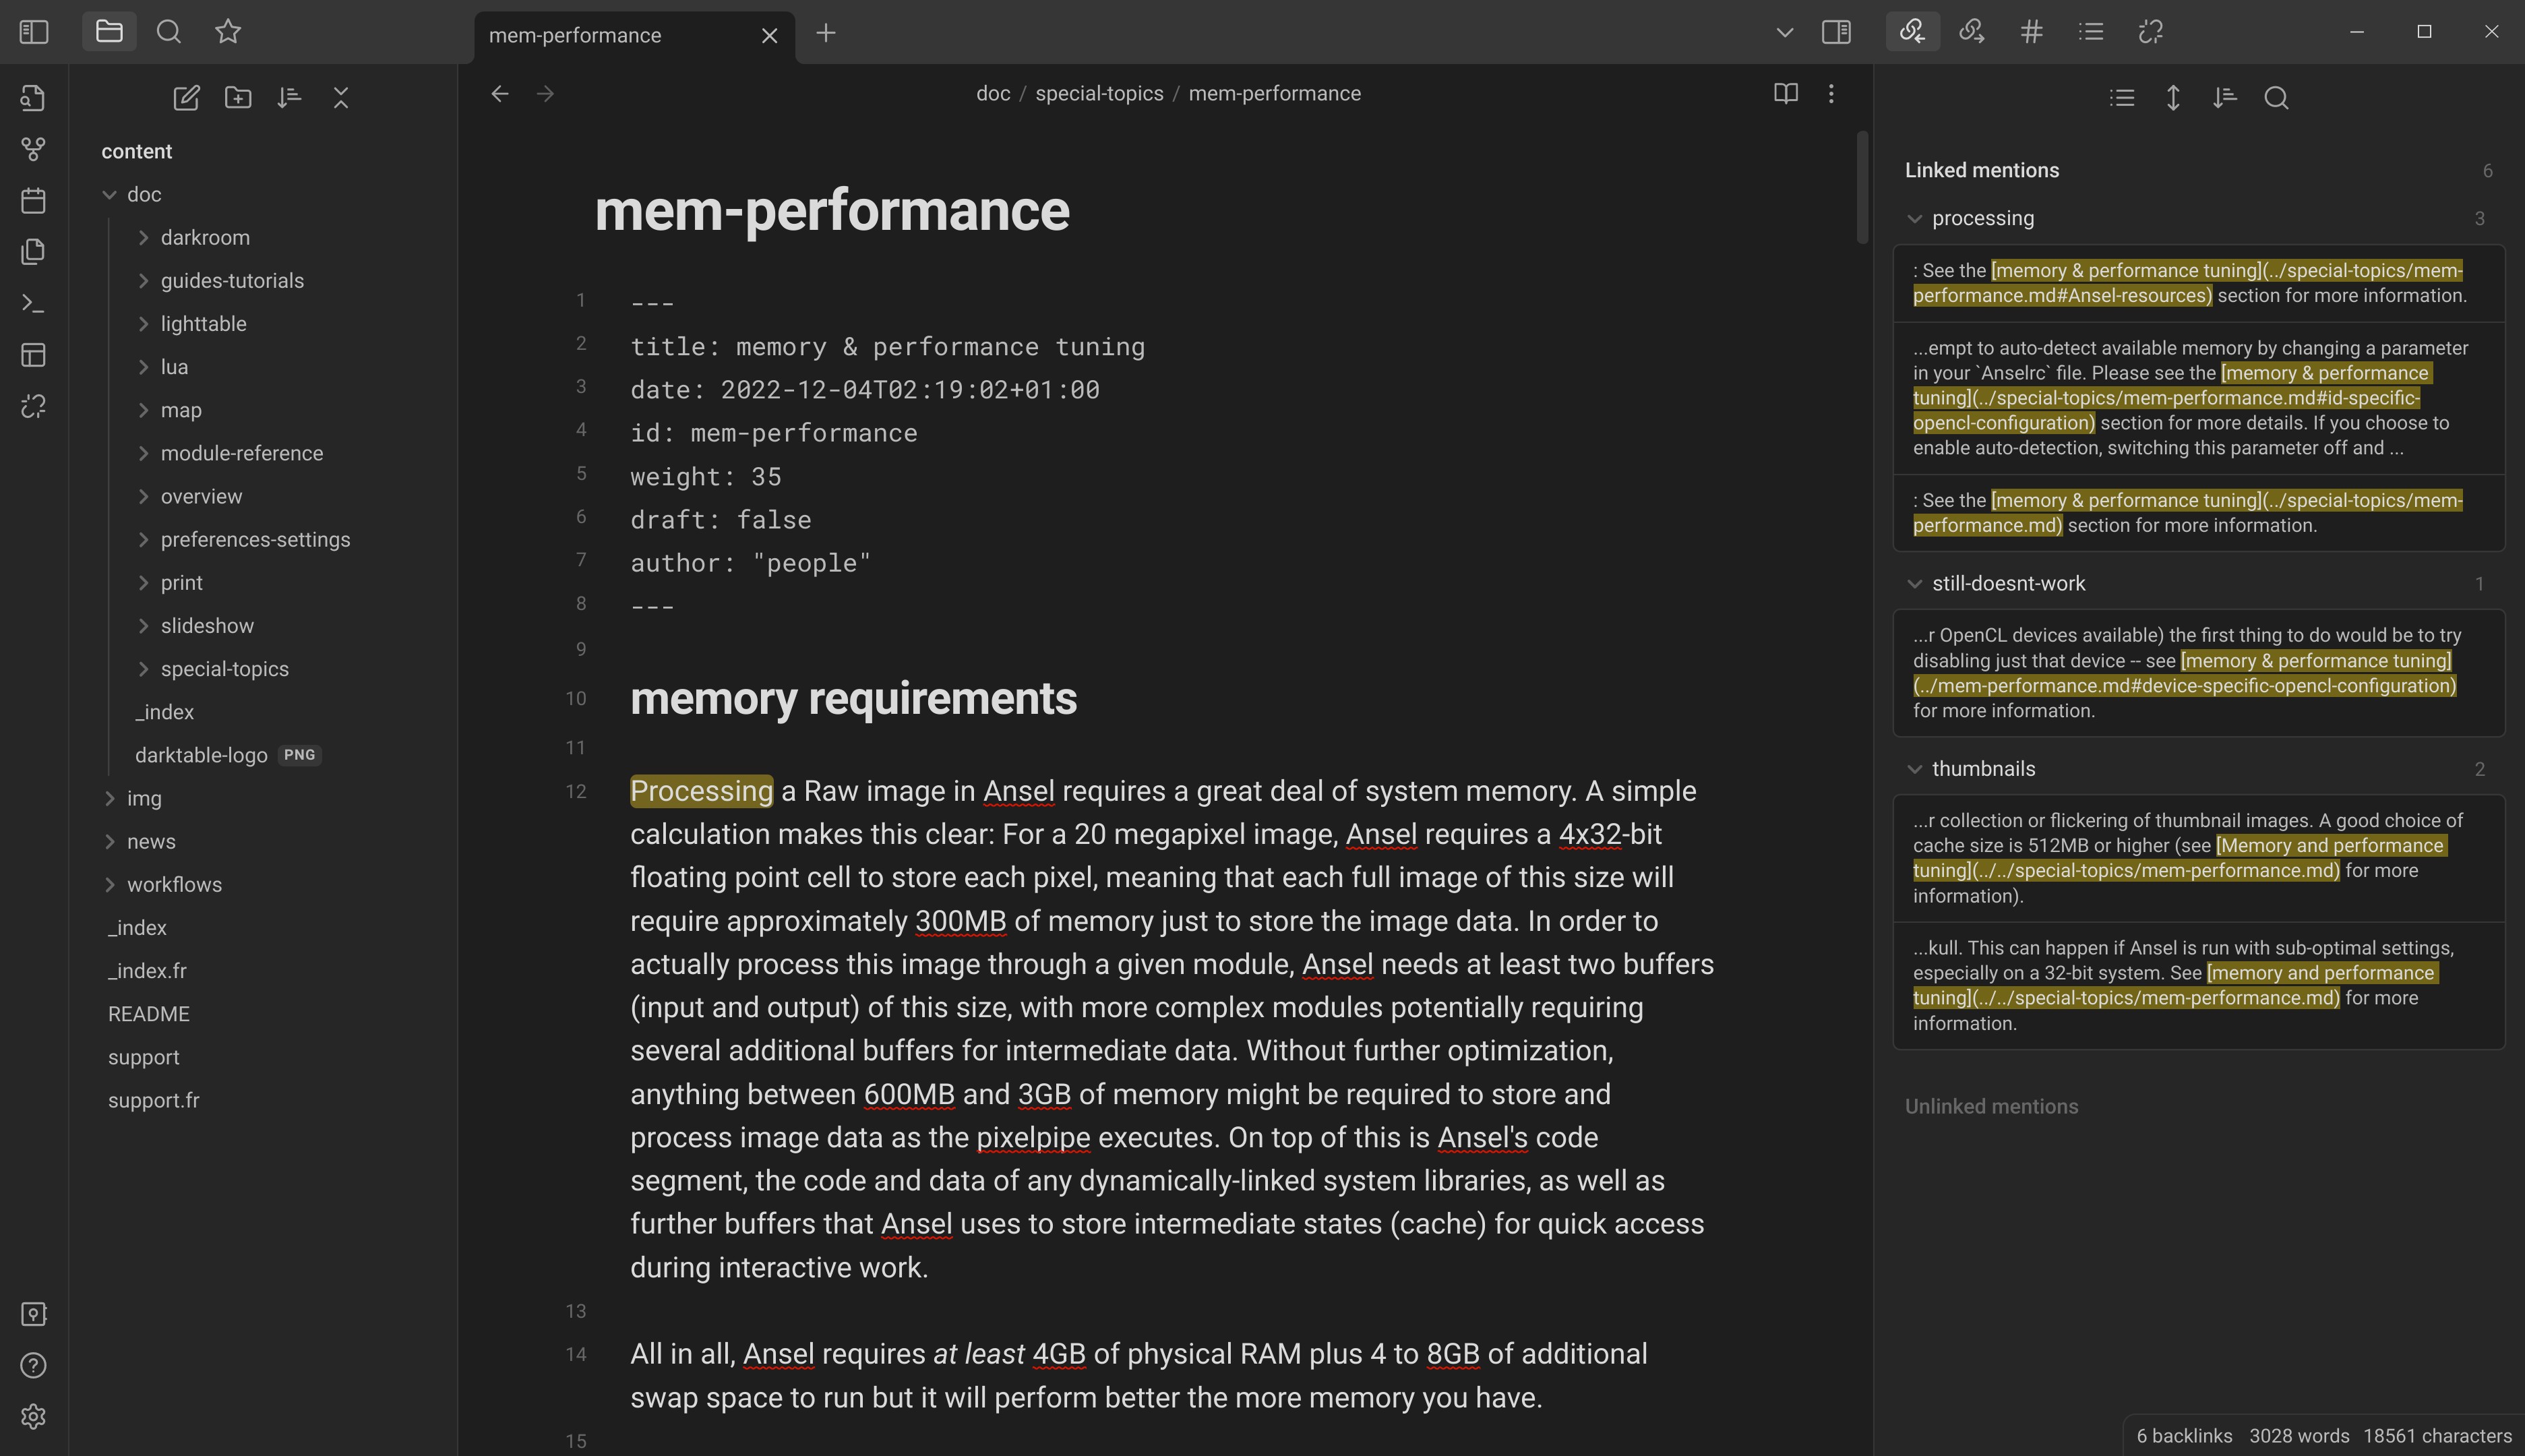 mem-performance
doc / special-topics / mem-performance
content
doc
darkroom
guides-tutorials
lighttable
lua
map
module-reference
overview
preferences-settings
print
slideshow
special-topics
_index
darktable-logo PNG
img
news
workflows
_index
_index.fr
README
support
support.fr
mem-performance
1 ---
2 title: memory & performance tuning
3 date: 2022-12-04T02:19:02+01:00
4 id: mem-performance
5 weight: 35
6 draft: false
7 author: "people"
8 ---
9
10 memory requirements
11
12 Processing a Raw image in Ansel requires a great deal of system memory. A simple
calculation makes this clear: For a 20 megapixel image, Ansel requires a 4x32-bit
floating point cell to store each pixel, meaning that each full image of this size will
require approximately 300MB of memory just to store the image data. In order to
actually process this image through a given module, Ansel needs at least two buffers
(input and output) of this size, with more complex modules potentially requiring
several additional buffers for intermediate data. Without further optimization,
anything between 600MB and 3GB of memory might be required to store and
process image data as the pixelpipe executes. On top of this is Ansel's code
segment, the code and data of any dynamically-linked system libraries, as well as
further buffers that Ansel uses to store intermediate states (cache) for quick access
during interactive work.
13
14 All in all, Ansel requires at least 4GB of physical RAM plus 4 to 8GB of additional
swap space to run but it will perform better the more memory you have.
15
Linked mentions 6
processing 3
: See the [memory & performance tuning](../special-topics/mem-
performance.md#Ansel-resources) section for more information.
...empt to auto-detect available memory by changing a parameter
in your `Anselrc` file. Please see the [memory & performance
tuning](../special-topics/mem-performance.md#id-specific-
opencl-configuration) section for more details. If you choose to
enable auto-detection, switching this parameter off and ...
: See the [memory & performance tuning](../special-topics/mem-
performance.md) section for more information.
still-doesnt-work 1
...r OpenCL devices available) the first thing to do would be to try
disabling just that device -- see [memory & performance tuning]
(../mem-performance.md#device-specific-opencl-configuration)
for more information.
thumbnails 2
...r collection or flickering of thumbnail images. A good choice of
cache size is 512MB or higher (see [Memory and performance
tuning](../../special-topics/mem-performance.md) for more
information).
...kull. This can happen if Ansel is run with sub-optimal settings,
especially on a 32-bit system. See [memory and performance
tuning](../../special-topics/mem-performance.md) for more
information.
Unlinked mentions
6 backlinks 3028 words 18561 characters